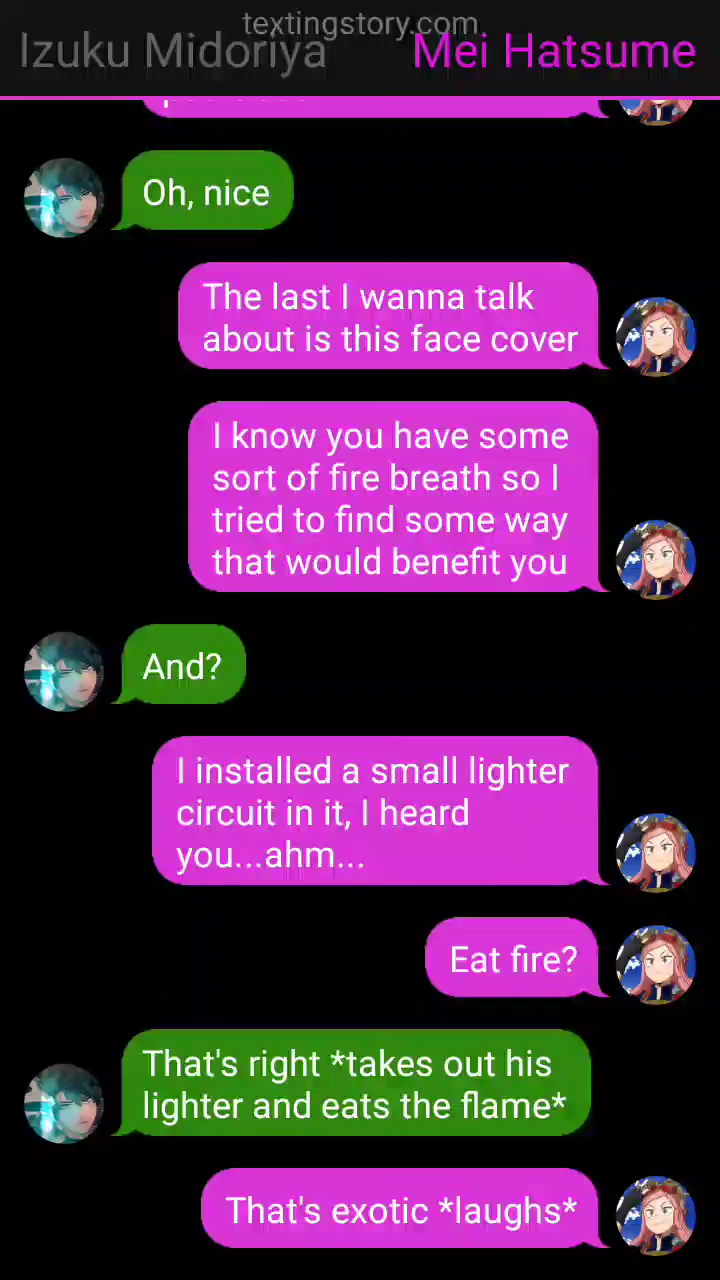 textingstory.com
Izuku Midoriya
Mei Hatsume
Oh, nice
The last I wanna talk
about is this face cover
I know you have some
sort of fire breath so I
tried to find some way
that would benefit you
And?
I installed a small lighter
circuit in it, I heard
you...ahm...
Eat fire?
That's right *takes out his
lighter and eats the flame*
That's exotic *laughs*